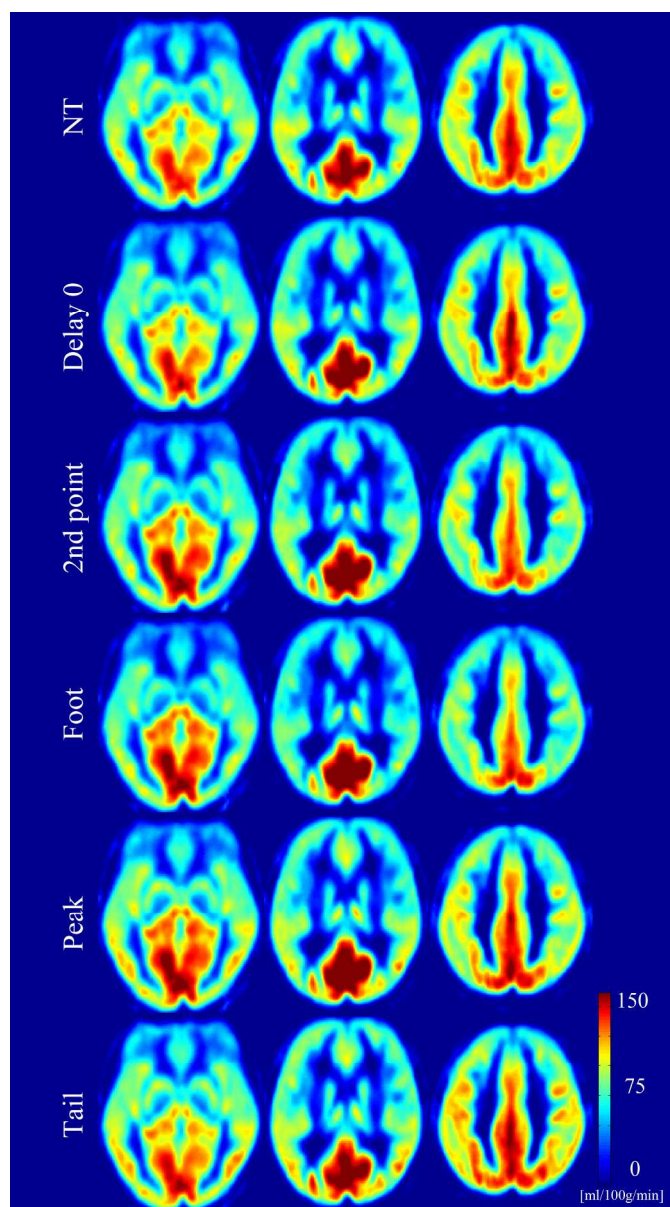 NT
Delay 0
2nd point
Foot
Peak
Tail
150
75
0
[ml/100g/min]